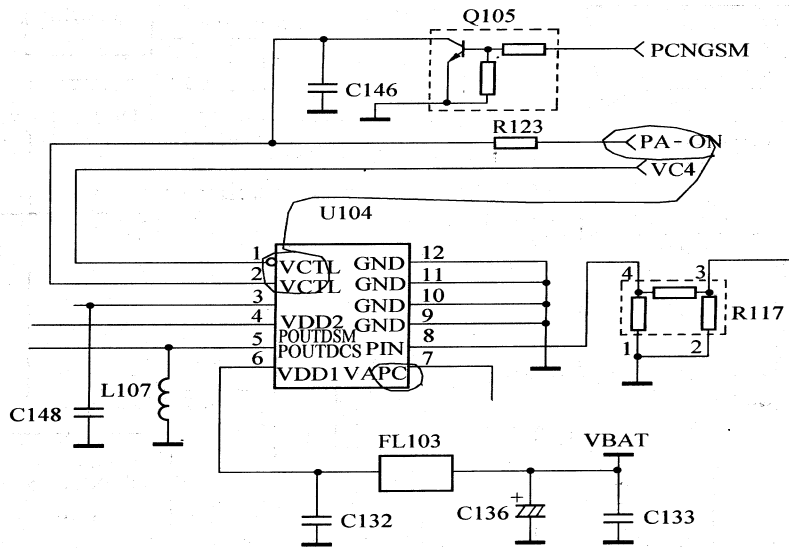 Q105
PCNGSM
C146
R123
PA-ON
VC4
U104
1 VCTL GND 12
2 VCTL GND 11
3 GND 10
4 VDD2 GND 9
POUTDSM
5 POUTDCS PIN 8
6 VDD1 VAPC 7
4 3
R117
1 2
L107
C148
FL103
VBAT
C132
+
C136
C133